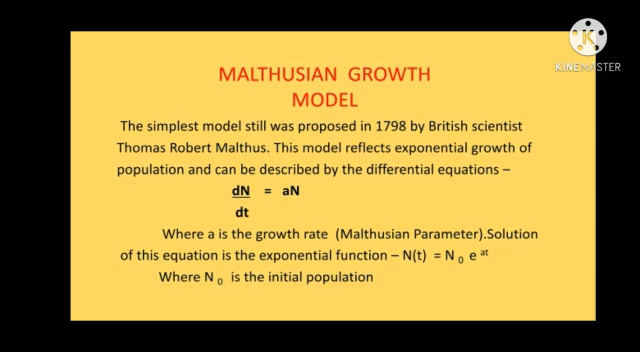 K
KINEMASTER
MALTHUSIAN GROWTH
MODEL
The simplest model still was proposed in 1798 by British scientist
Thomas Robert Malthus. This model reflects exponential growth of
population and can be described by the differential equations –
dN = aN
dt
Where a is the growth rate (Malthusian Parameter).Solution
of this equation is the exponential function – N(t) = N 0 e at
Where N 0 is the initial population